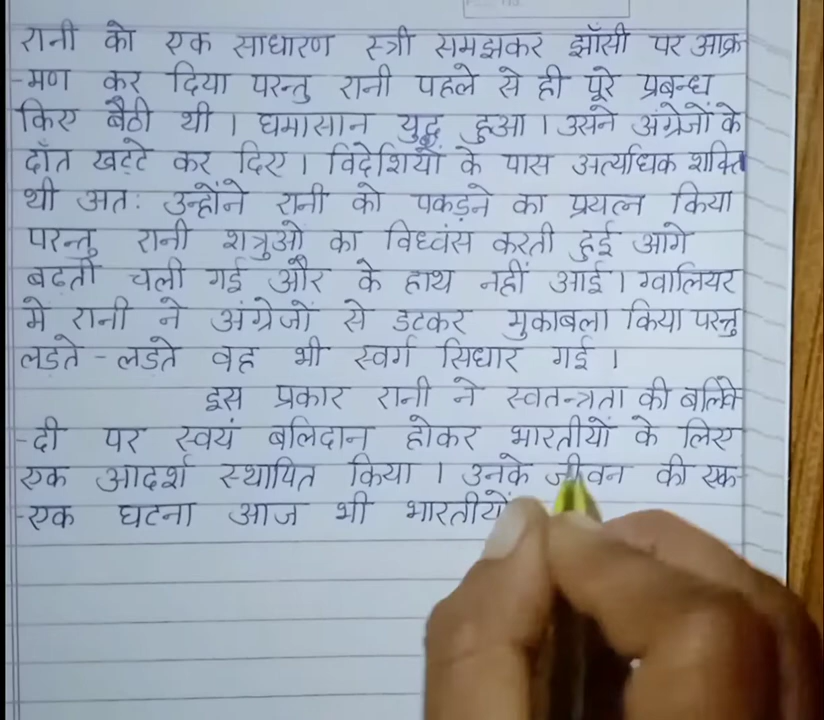 रानी को एक साधारण स्त्री समझकर झाँसी पर आक्र
-मण कर दिया परन्तु रानी पहले से ही पूरे प्रबन्ध
किए बैठी थी । घमासान युद्ध हुआ । उसने अंग्रेजों के
दाँत खट्टे कर दिए । विदेशियों के पास अत्यधिक शक्ति
थी अतः उन्होंने रानी को पकड़ने का प्रयत्न किया
परन्तु रानी शत्रुओ का विध्वंस करती हुई आगे
बढ़ती चली गई और के हाथ नहीं आई । ग्वालियर
मे रानी ने अंग्रेजों से डटकर मुकाबला किया परन्तु
लड़ते - लड़ते वह भी स्वर्ग सिधार गई ।
इस प्रकार रानी ने स्वतन्त्रता की बलिवे
-दी पर स्वयं बलिदान होकर भारतीयों के लिए
एक आदर्श स्थापित किया । उनके जीवन की एक
-एक घटना आज भी भारतीयों